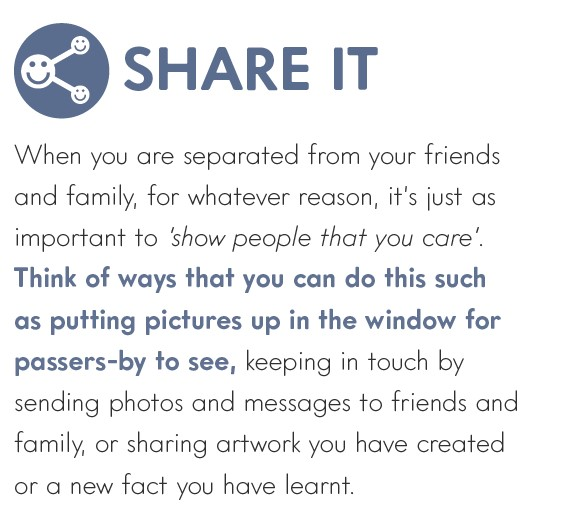 SHARE IT
When you are separated from your friends
and family, for whatever reason, it's just as
important to 'show people that you care'.
Think of ways that you can do this such
as putting pictures up in the window for
passers-by to see, keeping in touch by
sending photos and messages to friends and
family, or sharing artwork you have created
or a new fact you have learnt.